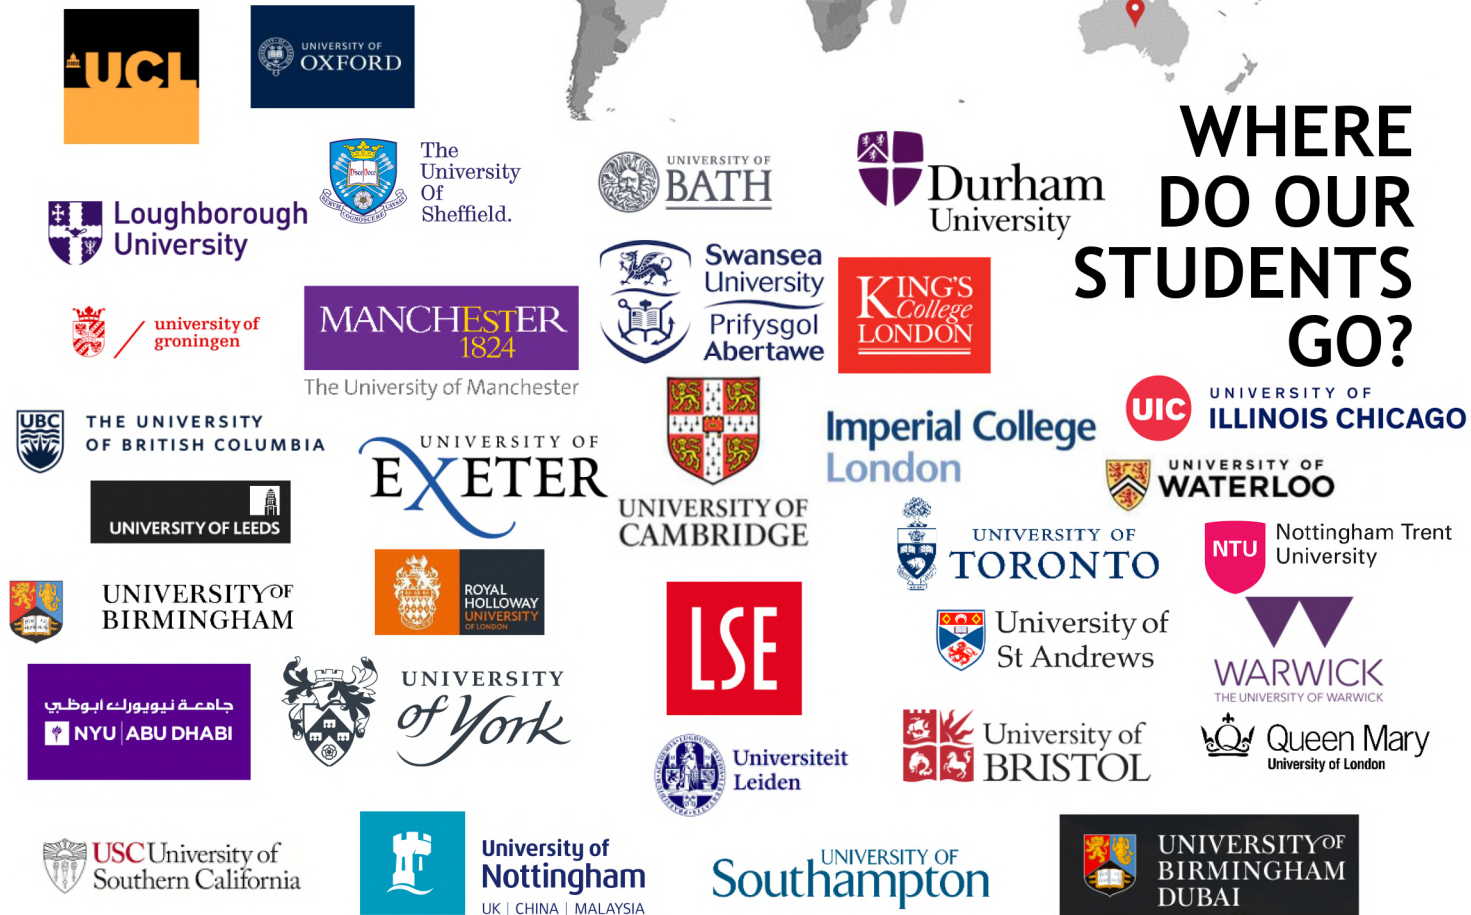 UCL
UNIVERSITY OF
OXFORD
WHERE
DO OUR
STUDENTS
GO?
The
University
Of
Sheffield.
UNIVERSITY OF
BATH
Durham
University
Loughborough
University
Swansea
University
Prifysgol
Abertawe
KING'S
College
LONDON
university of
groningen
MANCHEStER
1824
The University of Manchester
UIC
UNIVERSITY OF
ILLINOIS CHICAGO
UBC
THE UNIVERSITY
OF BRITISH COLUMBIA
UNIVERSITY OF
EXETER
UNIVERSITY OF
CAMBRIDGE
Imperial College
London
UNIVERSITY OF
WATERLOO
UNIVERSITY OF LEEDS
UNIVERSITY OF
TORONTO
NTU
Nottingham Trent
University
UNIVERSITYOF
BIRMINGHAM
ROYAL
HOLLOWAY
UNIVERSITY
OF LONDON
LSE
University of
St Andrews
WARWICK
THE UNIVERSITY OF WARWICK
جامعة نيويورك أبوظبي
NYU ABU DHABI
UNIVERSITY
of York
Universiteit
Leiden
University of
BRISTOL
Queen Mary
University of London
USC University of
Southern California
University of
Nottingham
UK | CHINA | MALAYSIA
UNIVERSITY OF
Southampton
UNIVERSITYOF
BIRMINGHAM
DUBAI